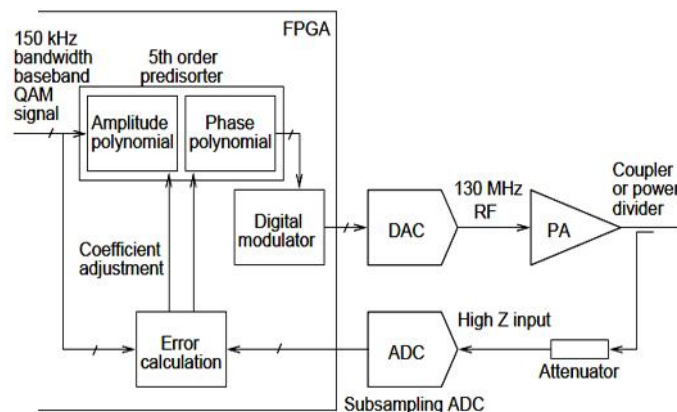 FPGA
150 kHz
bandwidth
baseband
QAM
signal
5th order
predisorter
Amplitude
polynomial
Phase
polynomial
Digital
modulator
DAC
130 MHz
RF
PA
Coupler
or power
divider
Coefficient
adjustment
Error
calculation
ADC
High Z input
Attenuator
Subsampling ADC